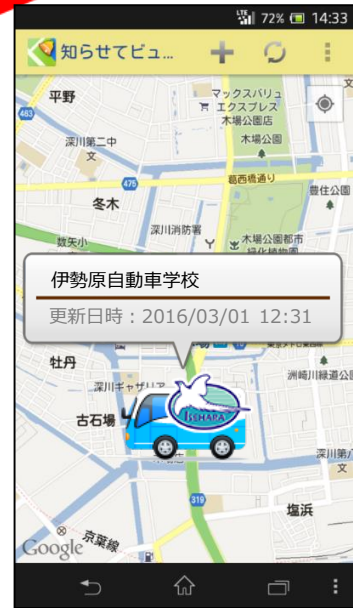 LTE 72% 14:33
知らせてビュ...
平野
マックスバリュ
エクスプレス
木場公園店
463
深川第二中
文
木場公園
475
葛西橋通り
豊住公園
冬木
深川消防署
数矢小
木場公園都市
伊勢原自動車学校
更新日時：2016/03/01 12:31
牡丹
洲崎川緑道公
深川ギャザリア
古石場
ISEHARA
深川第
文
319
塩浜
京葉線
Google